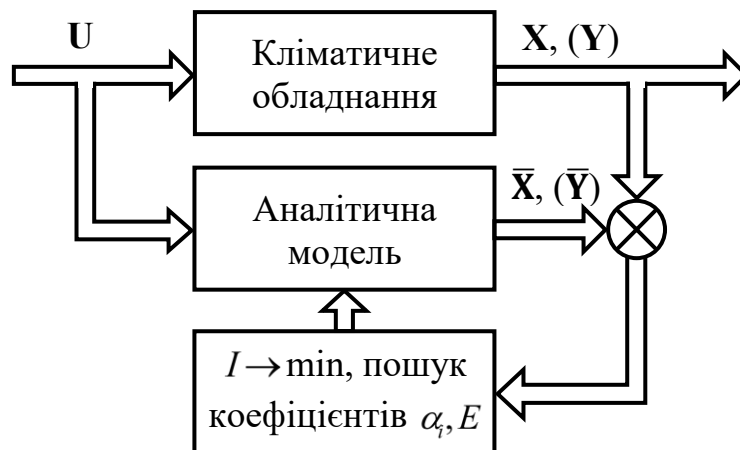 U
X, (Y)
Кліматичне
обладнання
X̅, (Y̅)
Аналітична
модель
I → min, пошук
коефіцієнтів αᵢ, E